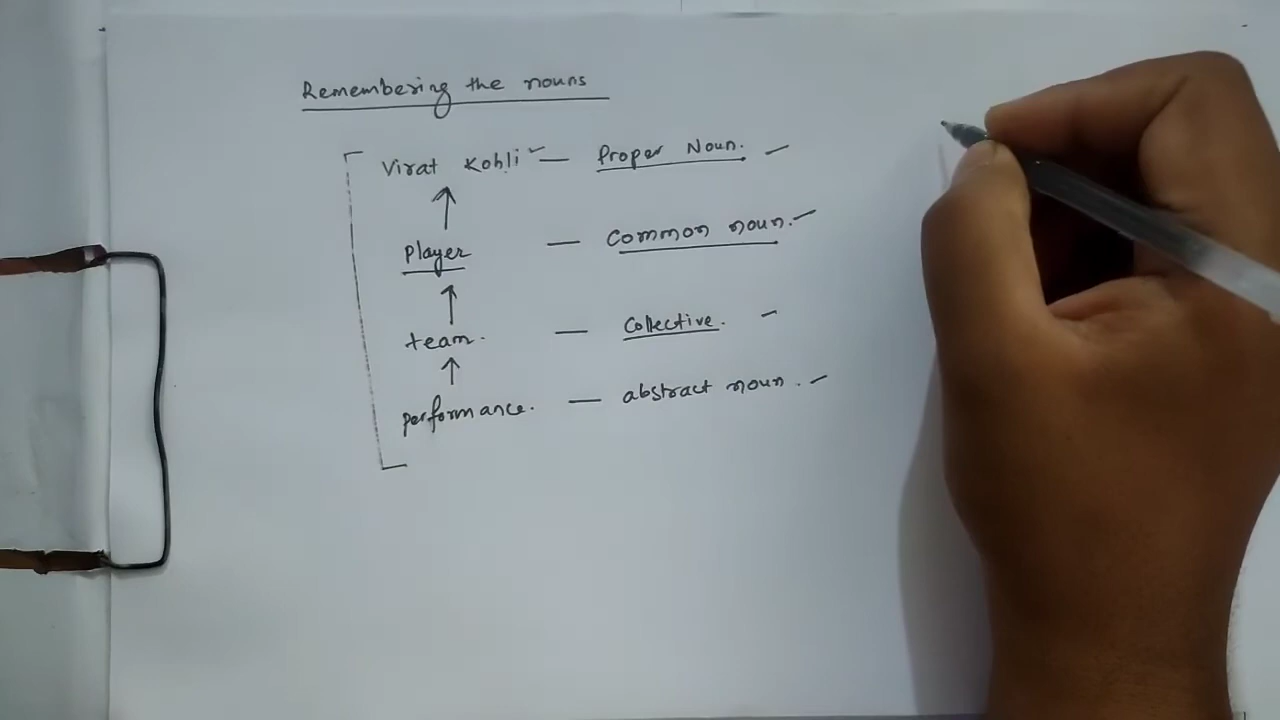 Remembering the nouns
Virat Kohli — Proper Noun.
Player — Common noun.
team. — Collective.
performance. — abstract noun.